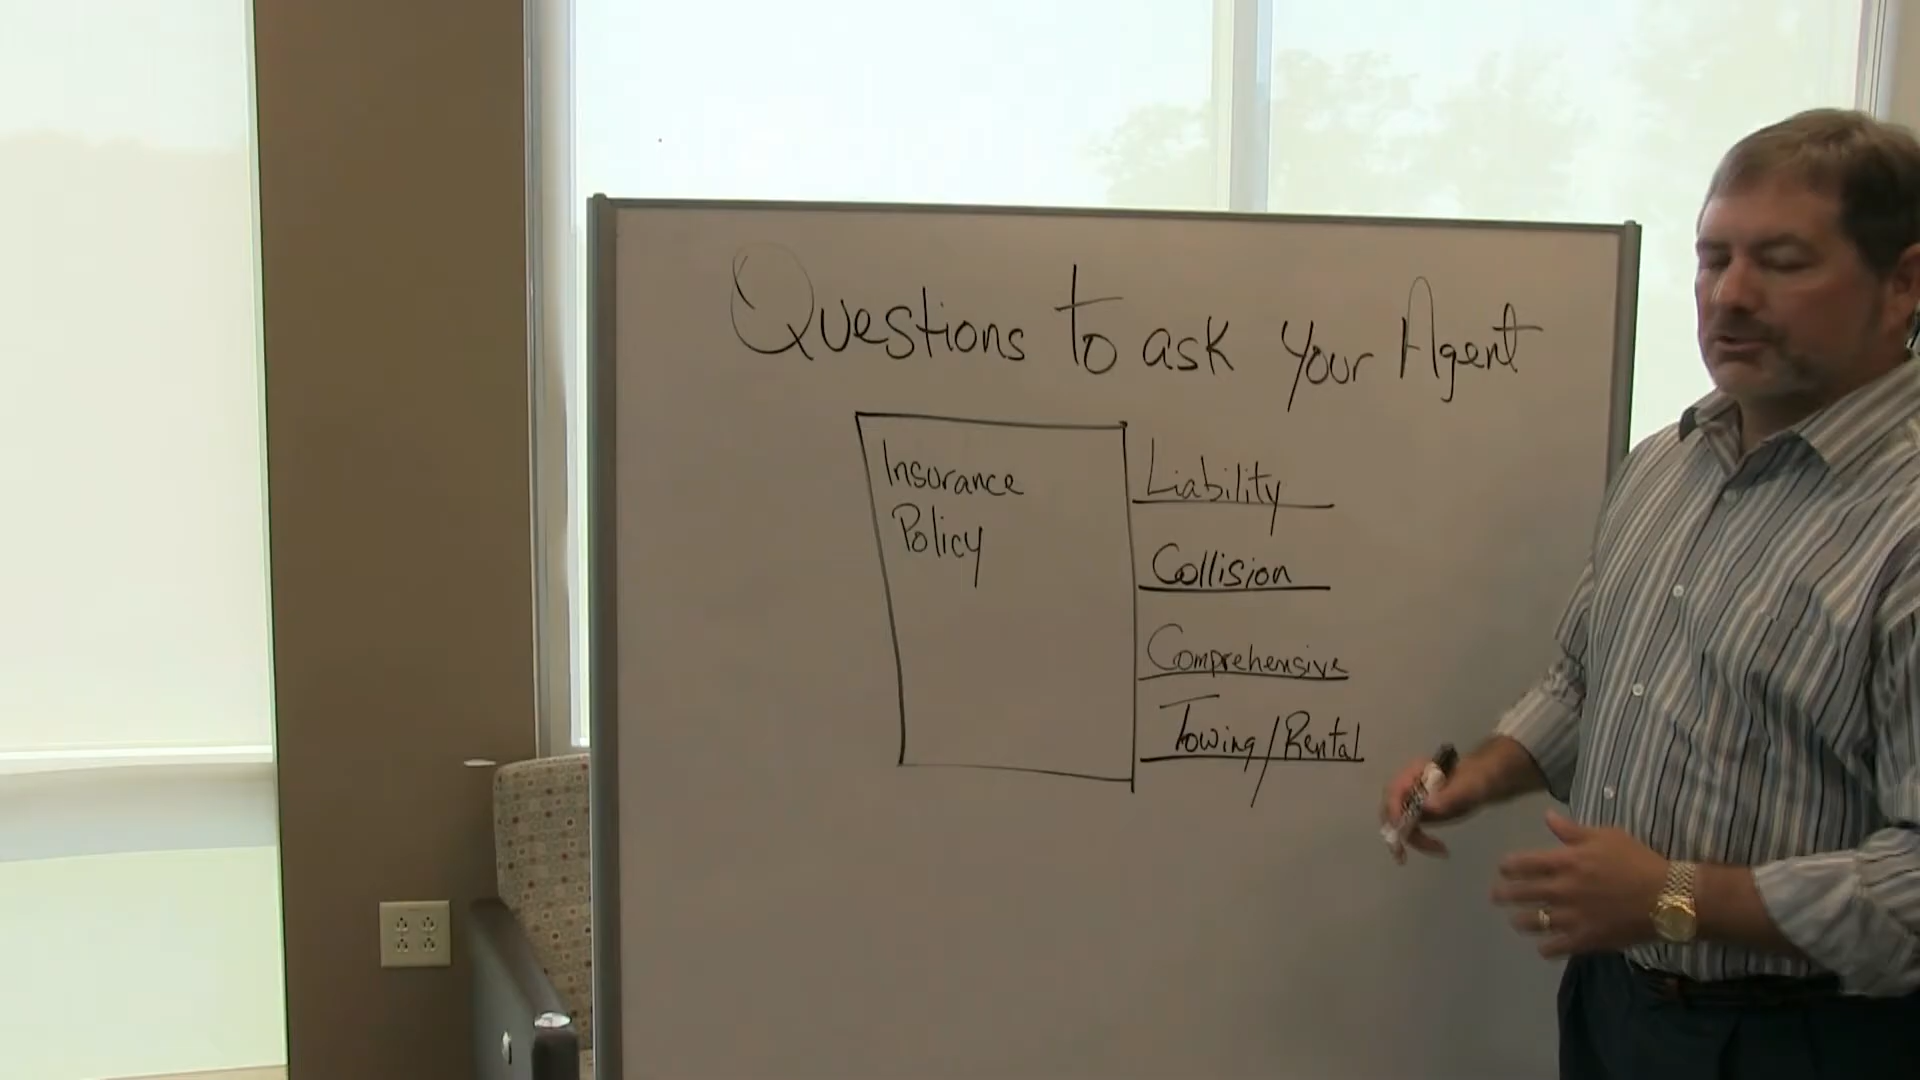 Questions to ask your Agent
Insurance
Policy
Liability
Collision
Comprehensive
Towing/Rental